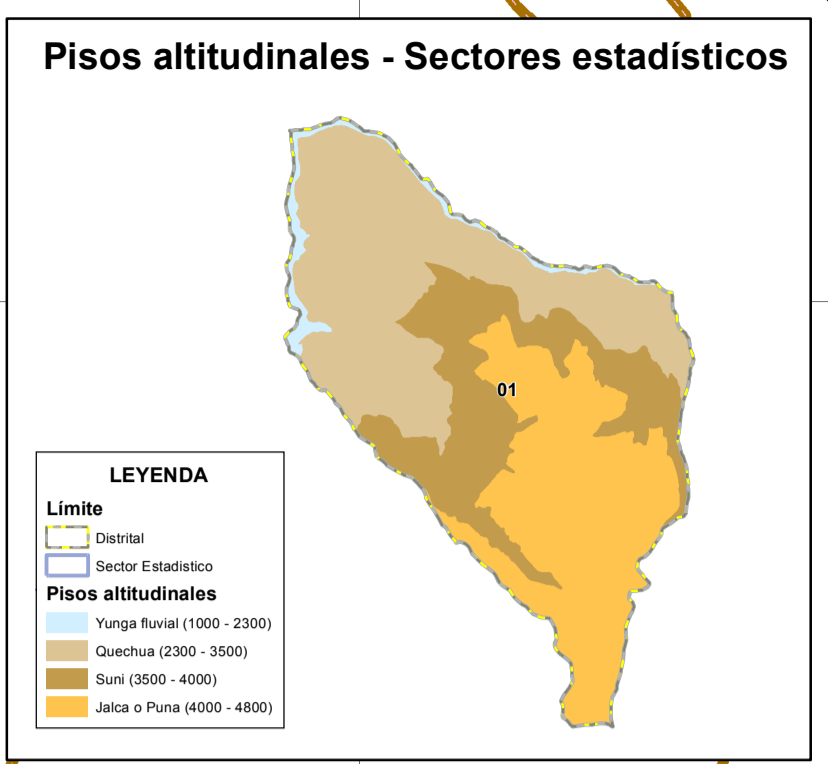 Pisos altitudinales - Sectores estadísticos
01
LEYENDA
Límite
Distrital
Sector Estadistico
Pisos altitudinales
Yunga fluvial (1000 - 2300)
Quechua (2300 - 3500)
Suni (3500 - 4000)
Jalca o Puna (4000 - 4800)